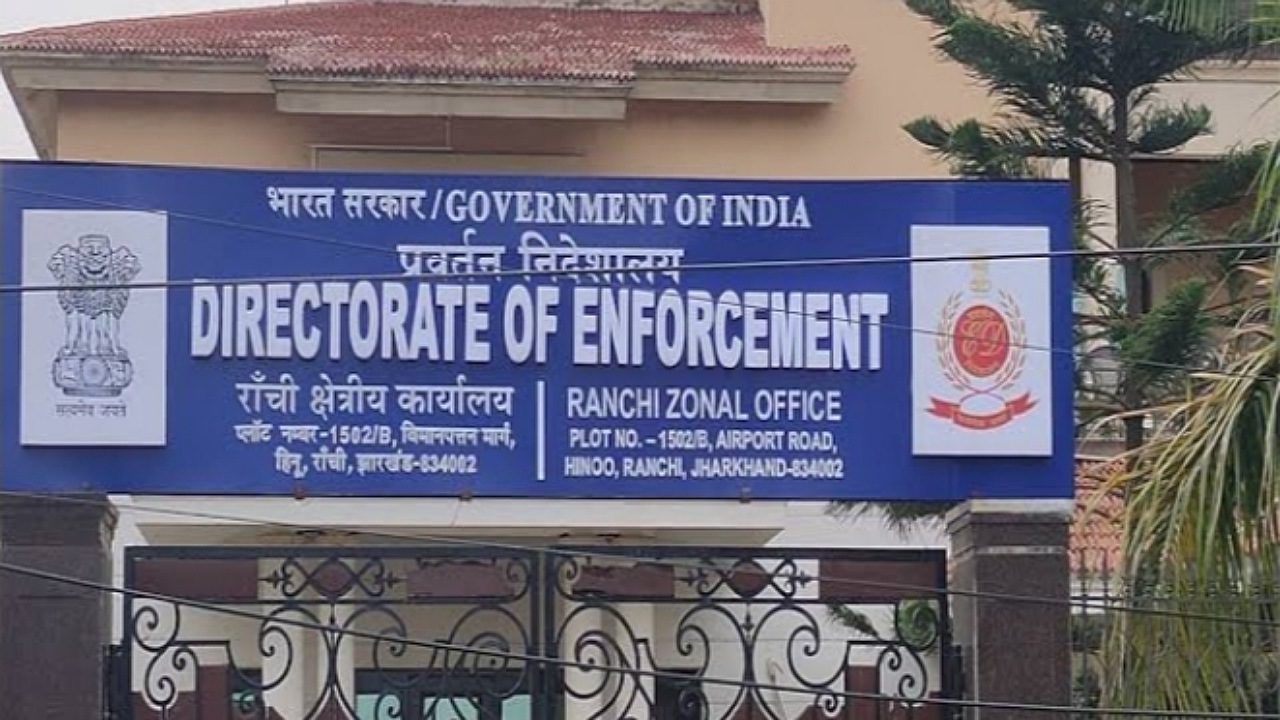 भारत सरकार/GOVERNMENT OF INDIA
प्रवर्तन निदेशालय
DIRECTORATE OF ENFORCEMENT
सत्यमेव जयते
राँची क्षेत्रीय कार्यालय
प्लॉट नम्बर-1502/B, विमानपत्तन मार्ग,
हिनू, राँची, झारखंड-834002
RANCHI ZONAL OFFICE
PLOT NO. – 1502/B, AIRPORT ROAD,
HINOO, RANCHI, JHARKHAND-834002